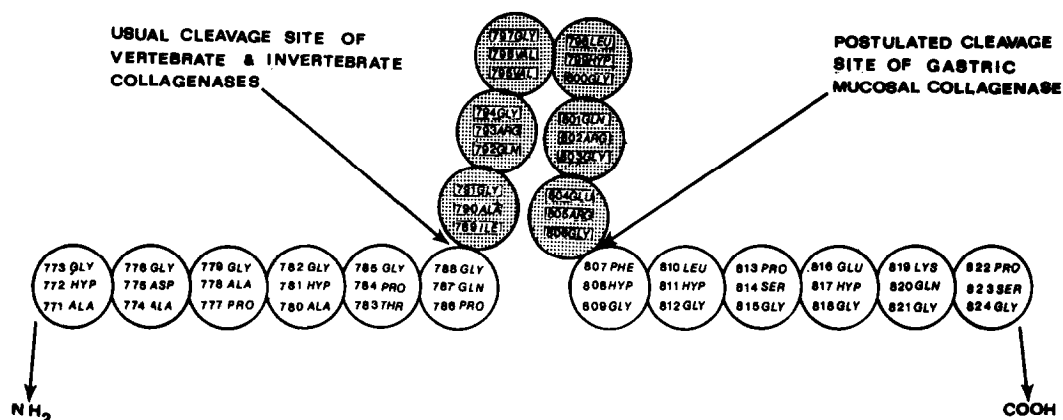 USUAL CLEAVAGE SITE OF
VERTEBRATE & INVERTEBRATE
COLLAGENASES
POSTULATED CLEAVAGE
SITE OF GASTRIC
MUCOSAL COLLAGENASE
797 GLY
796 VAL
795 VAL
798 LEU
799 HYP
800 GLY
794 GLY
793 ARG
792 GLN
801 GLN
802 ARG
803 GLY
791 GLY
790 ALA
789 ILE
804 GLU
805 ARG
806 GLY
773 GLY
772 HYP
771 ALA
776 GLY
775 ASP
774 ALA
779 GLY
778 ALA
777 PRO
782 GLY
781 HYP
780 ALA
785 GLY
784 PRO
783 THR
788 GLY
787 GLN
786 PRO
807 PHE
808 HYP
809 GLY
810 LEU
811 HYP
812 GLY
813 PRO
814 SER
815 GLY
816 GLU
817 HYP
818 GLY
819 LYS
820 GLN
821 GLY
822 PRO
823 SER
824 GLY
NH2
COOH